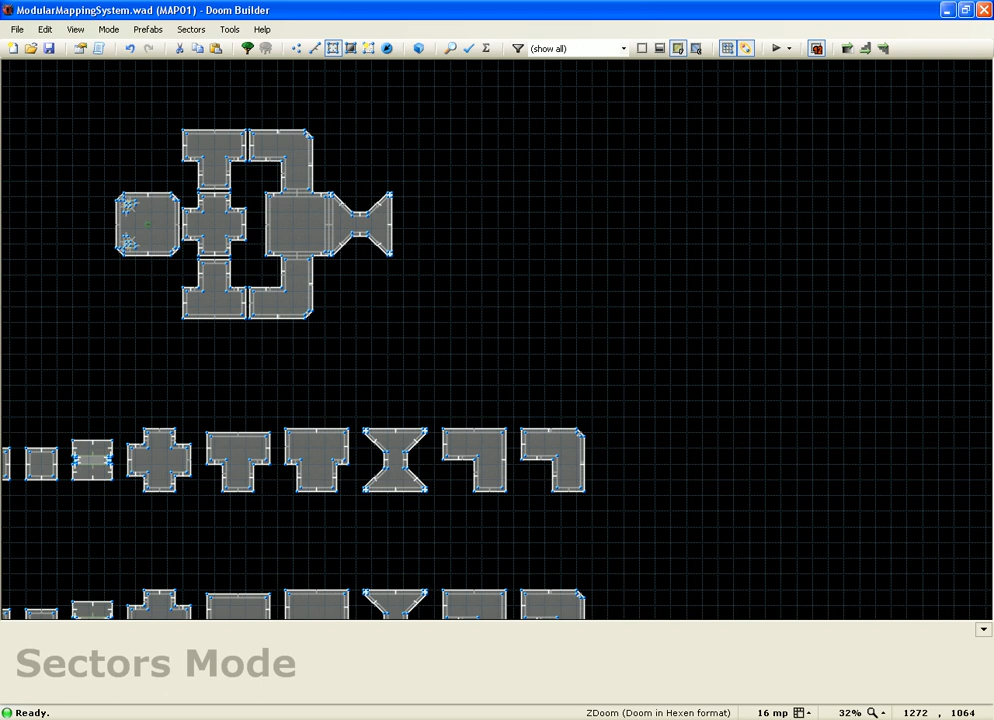 ModularMappingSystem.wad (MAP01) - Doom Builder
File Edit View Mode Prefabs Sectors Tools Help
(show all)
Sectors Mode
Ready. ZDoom (Doom in Hexen format) 16 mp 32% 1272 , 1064